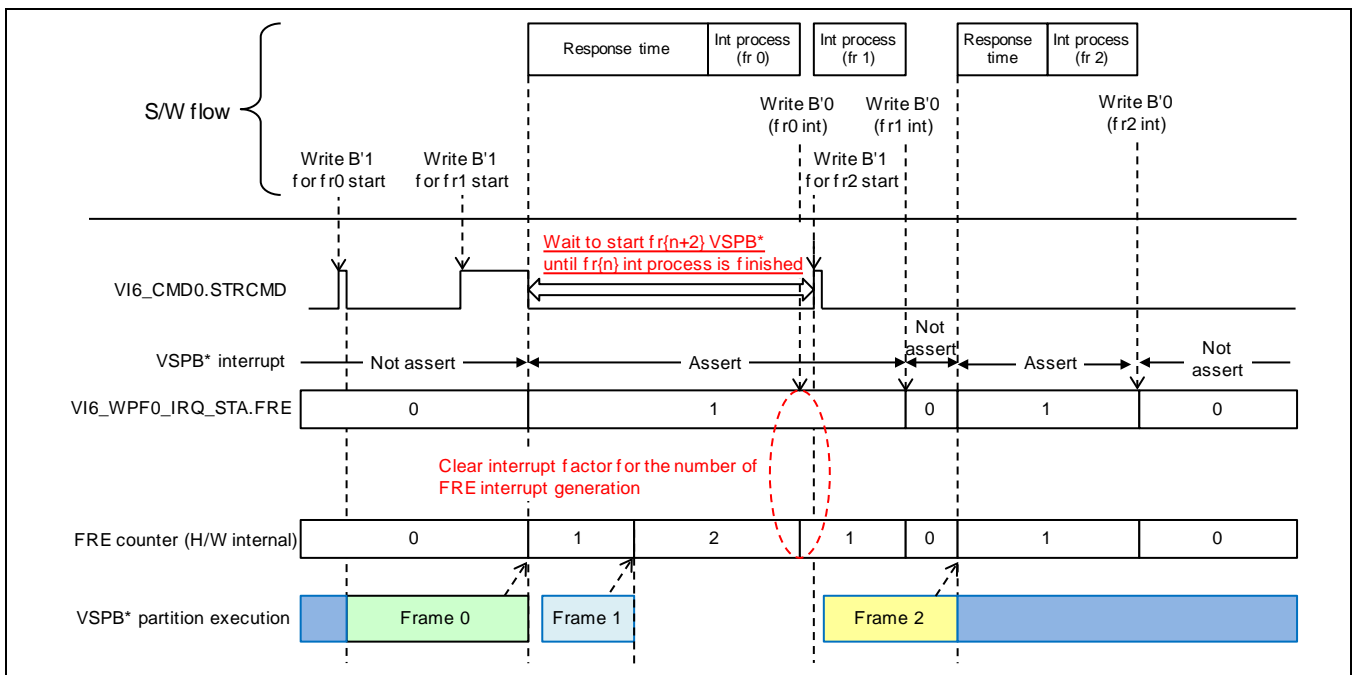 Response time
Int process
(fr 0)
Int process
(fr 1)
Response
time
Int process
(fr 2)
S/W flow
Write B'0
(fr0 int)
Write B'0
(fr1 int)
Write B'0
(fr2 int)
Write B'1
for fr0 start
Write B'1
for fr1 start
Write B'1
for fr2 start
Wait to start fr{n+2} VSPB*
until fr{n} int process is finished
VI6_CMD0.STRCMD
VSPB* interrupt
Not assert
Assert
Not
assert
Assert
Not
assert
VI6_WPF0_IRQ_STA.FRE
0
1
0
1
0
Clear interrupt factor for the number of
FRE interrupt generation
FRE counter (H/W internal)
0
1
2
1
0
1
0
VSPB* partition execution
Frame 0
Frame 1
Frame 2